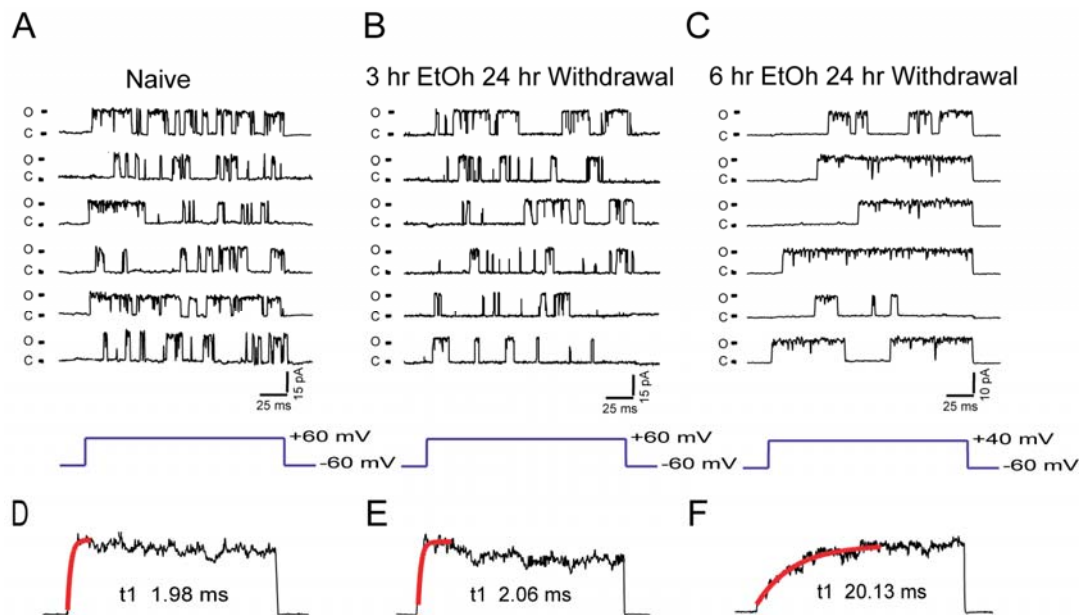 A
B
C
Naive
3 hr EtOh 24 hr Withdrawal
6 hr EtOh 24 hr Withdrawal
O
C
O
C
O
C
O
C
O
C
O
C
O
C
O
C
O
C
O
C
O
C
O
C
O
C
O
C
O
C
O
C
O
C
O
C
25 ms
15 pA
25 ms
15 pA
25 ms
10 pA
+60 mV
-60 mV
+60 mV
-60 mV
+40 mV
-60 mV
D
E
F
t1 1.98 ms
t1 2.06 ms
t1 20.13 ms